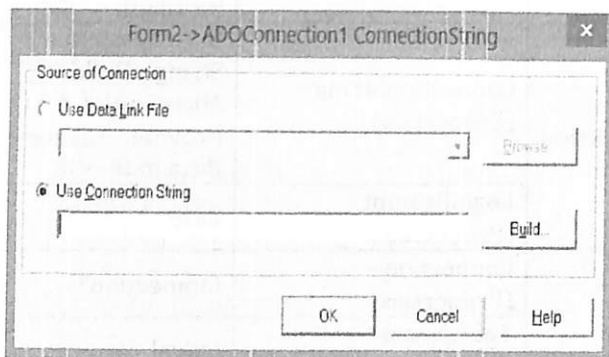 Form2->ADOConnection1 ConnectionString
Source of Connection
Use Data Link File
Browse...
Use Connection String
Build...
OK
Cancel
Help